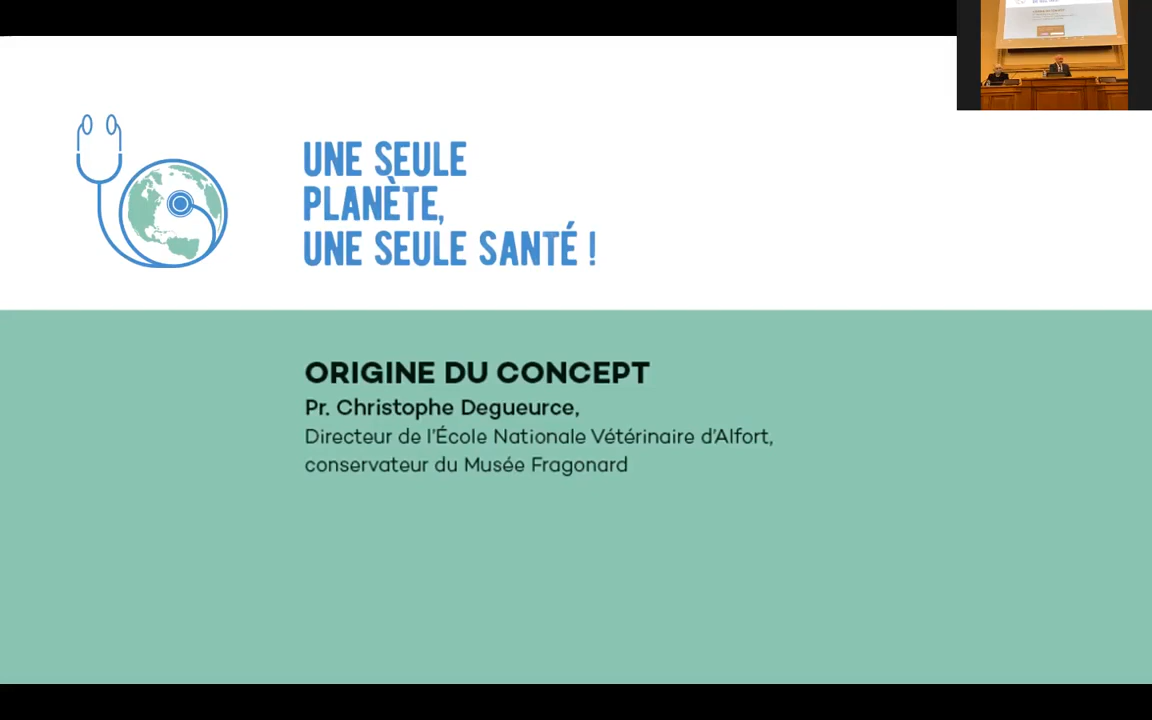 UNE SEULE
PLANÈTE,
UNE SEULE SANTÉ !
ORIGINE DU CONCEPT
Pr. Christophe Degueurce,
Directeur de l'École Nationale Vétérinaire d'Alfort,
conservateur du Musée Fragonard